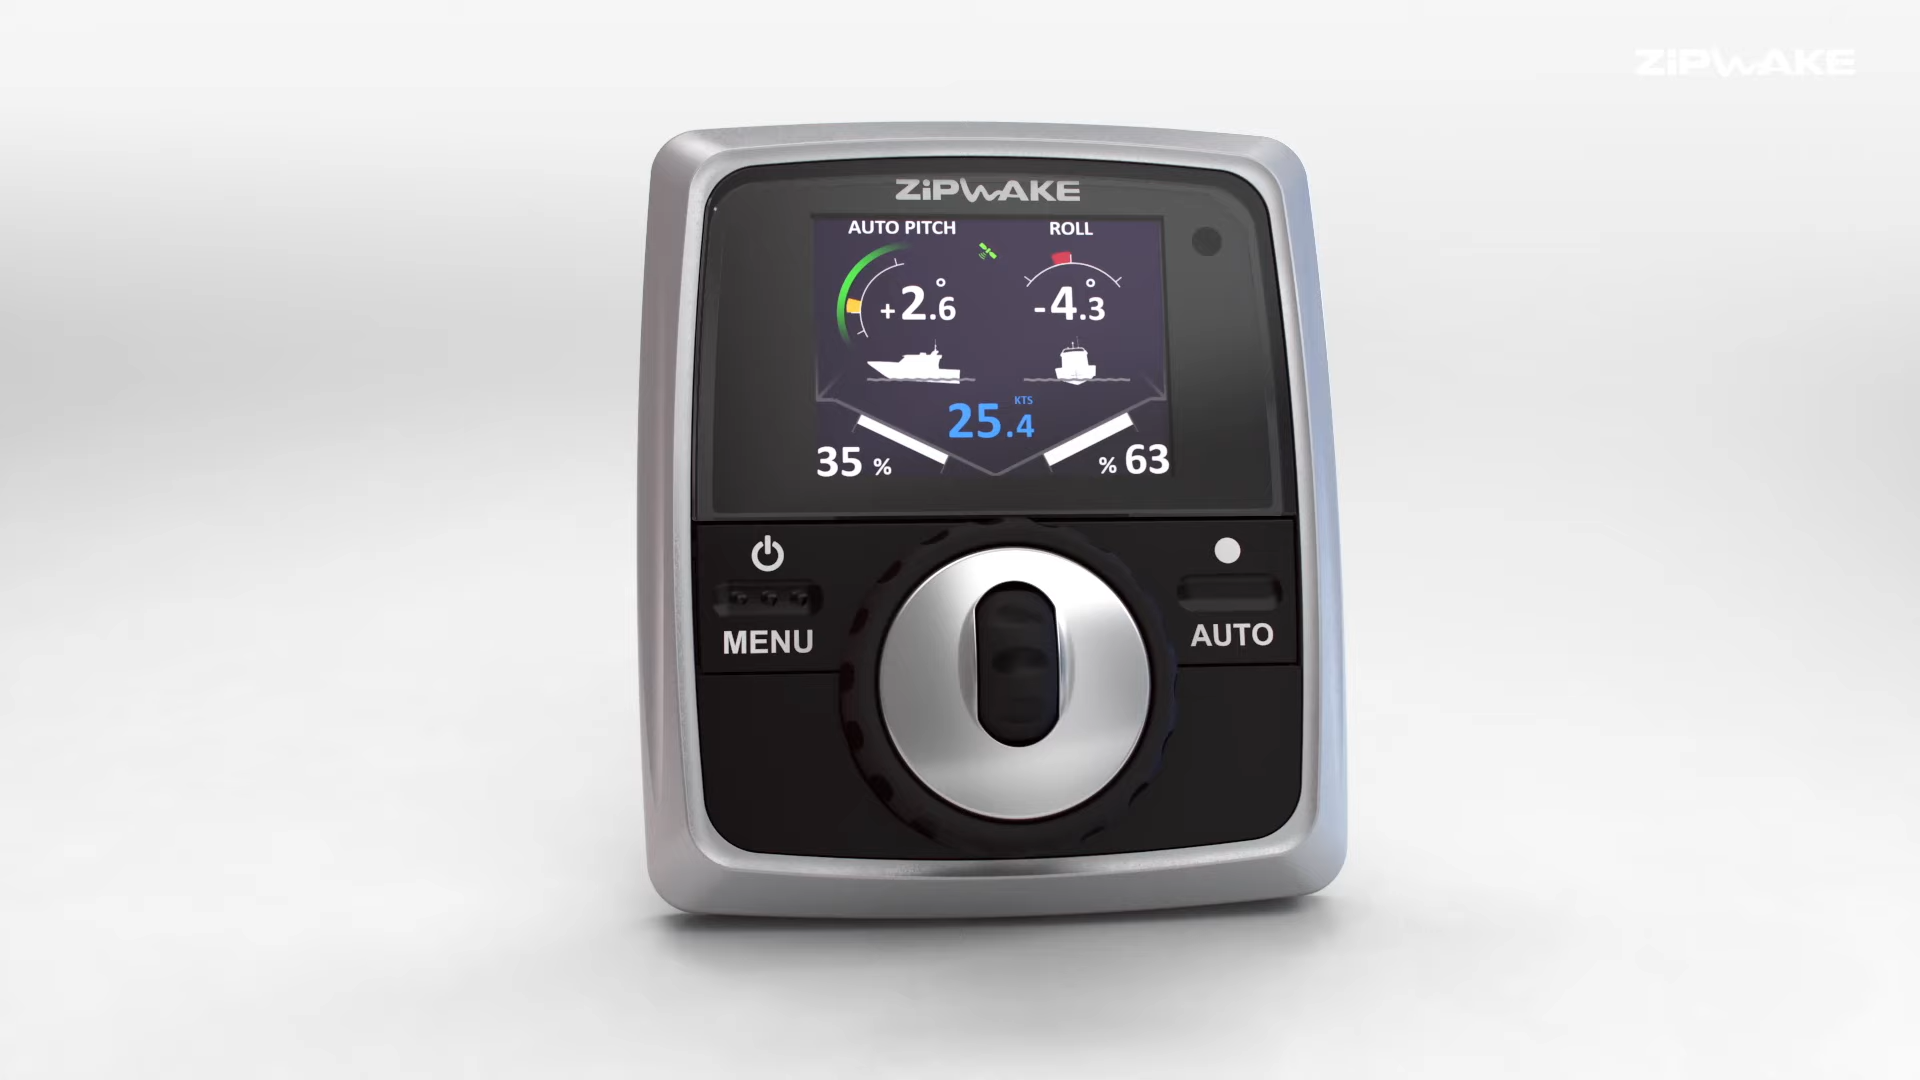 ZiPWAKE
ZiPWAKE
AUTO PITCH
ROLL
+2.6°
-4.3°
KTS
25.4
35 %
% 63
MENU
AUTO